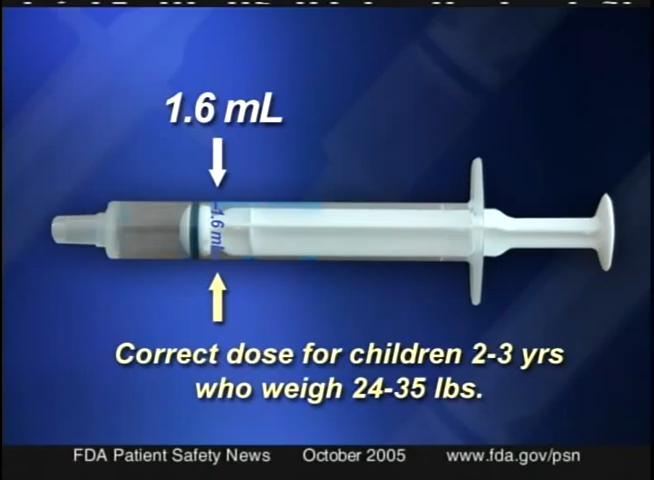 1.6 mL
1.6 mL
Correct dose for children 2-3 yrs
who weigh 24-35 lbs.
FDA Patient Safety News October 2005 www.fda.gov/psn